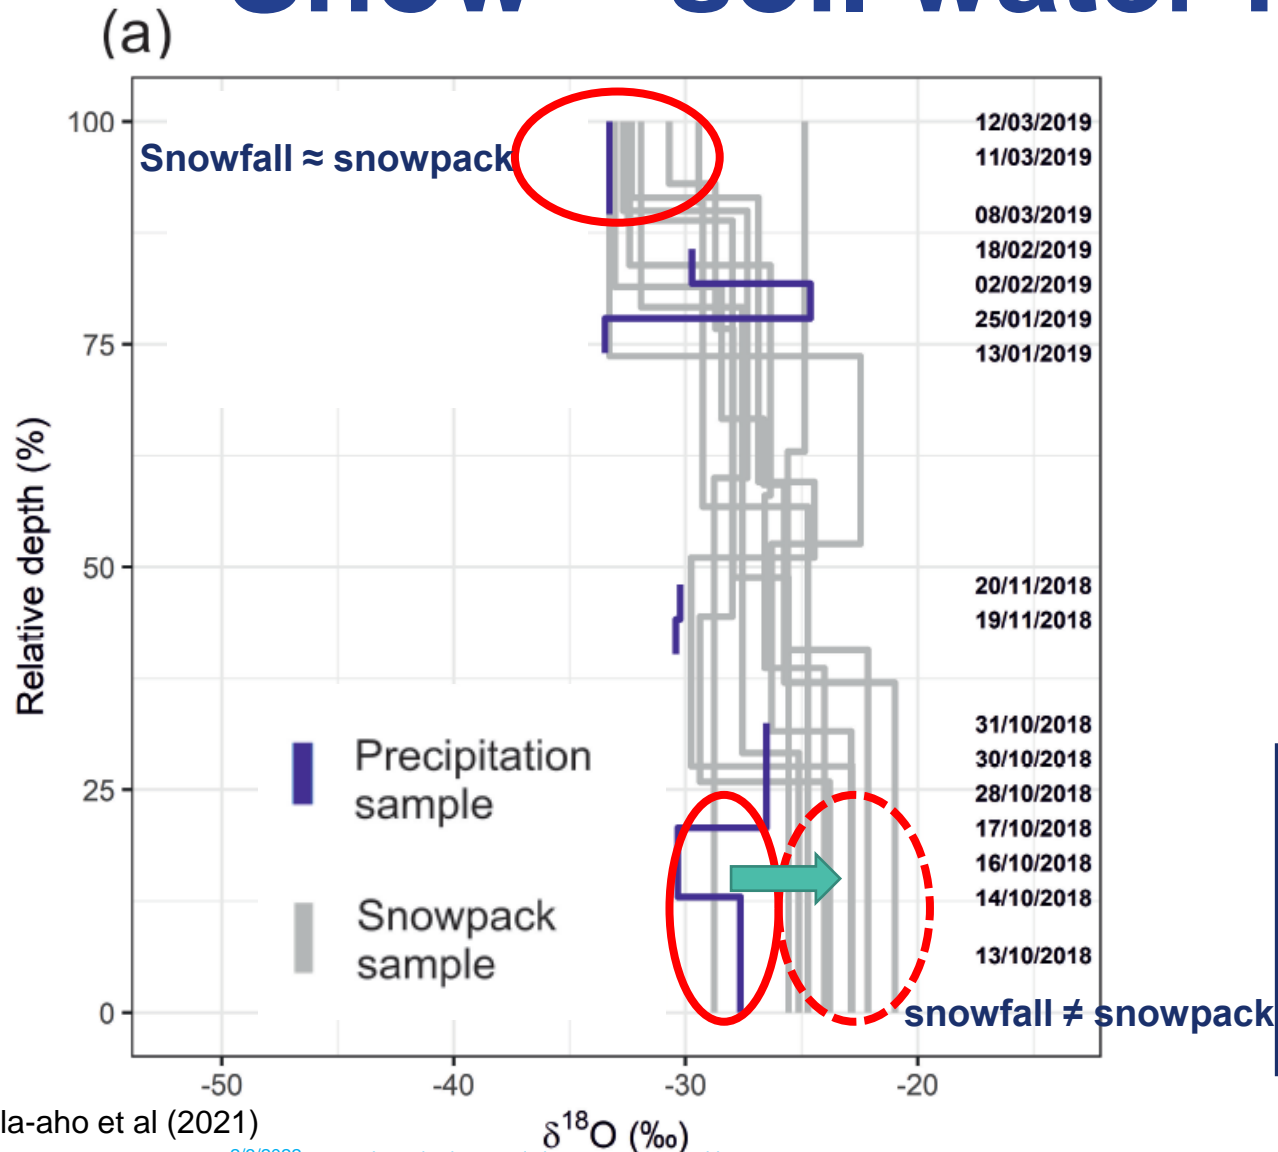 (a)
Snowfall ≈ snowpack
100
75
50
25
0
Relative depth (%)
12/03/2019
11/03/2019
08/03/2019
18/02/2019
02/02/2019
25/01/2019
13/01/2019
20/11/2018
19/11/2018
31/10/2018
30/10/2018
28/10/2018
17/10/2018
16/10/2018
14/10/2018
13/10/2018
Precipitation
sample
Snowpack
sample
snowfall ≠ snowpack
-50 -40 -30 -20
la-aho et al (2021)
δ¹⁸O (‰)